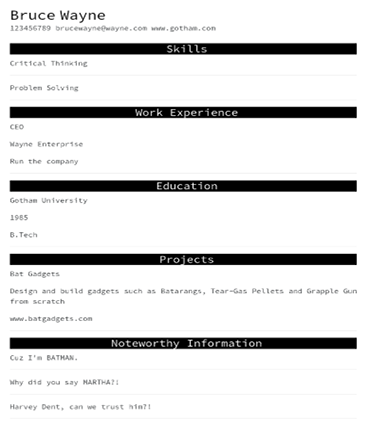 Bruce Wayne
123456789 brucewayne@wayne.com www.gotham.com
Skills
Critical Thinking
Problem Solving
Work Experience
CEO
Wayne Enterprise
Run the company
Education
Gotham University
1985
B.Tech
Projects
Bat Gadgets
Design and build gadgets such as Batarangs, Tear-Gas Pellets and Grapple Gun
from scratch
www.batgadgets.com
Noteworthy Information
Cuz I'm BATMAN.
Why did you say MARTHA?!
Harvey Dent, can we trust him?!